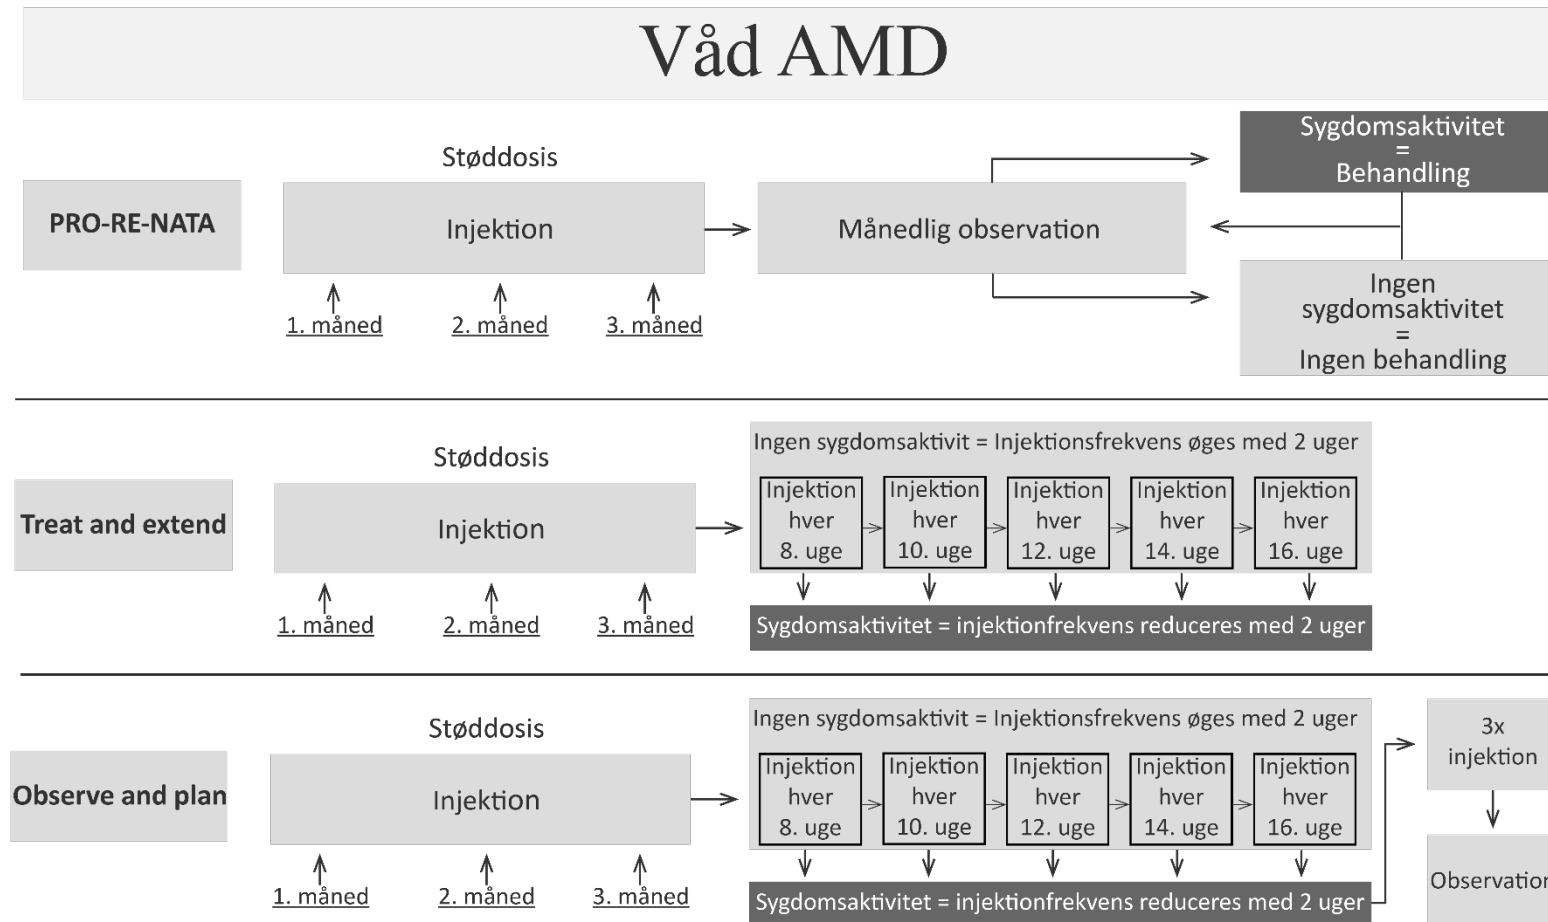 Våd AMD
PRO-RE-NATA
Støddosis
Injektion
1. måned
2. måned
3. måned
Månedlig observation
Sygdomsaktivitet
=
Behandling
Ingen
sygdomsaktivitet
=
Ingen behandling
Treat and extend
Støddosis
Injektion
1. måned
2. måned
3. måned
Ingen sygdomsaktivit = Injektionsfrekvens øges med 2 uger
Injektion
hver
8. uge
Injektion
hver
10. uge
Injektion
hver
12. uge
Injektion
hver
14. uge
Injektion
hver
16. uge
Sygdomsaktivitet = injektionfrekvens reduceres med 2 uger
Observe and plan
Støddosis
Injektion
1. måned
2. måned
3. måned
Ingen sygdomsaktivit = Injektionsfrekvens øges med 2 uger
Injektion
hver
8. uge
Injektion
hver
10. uge
Injektion
hver
12. uge
Injektion
hver
14. uge
Injektion
hver
16. uge
Sygdomsaktivitet = injektionfrekvens reduceres med 2 uger
3x
injektion
Observation